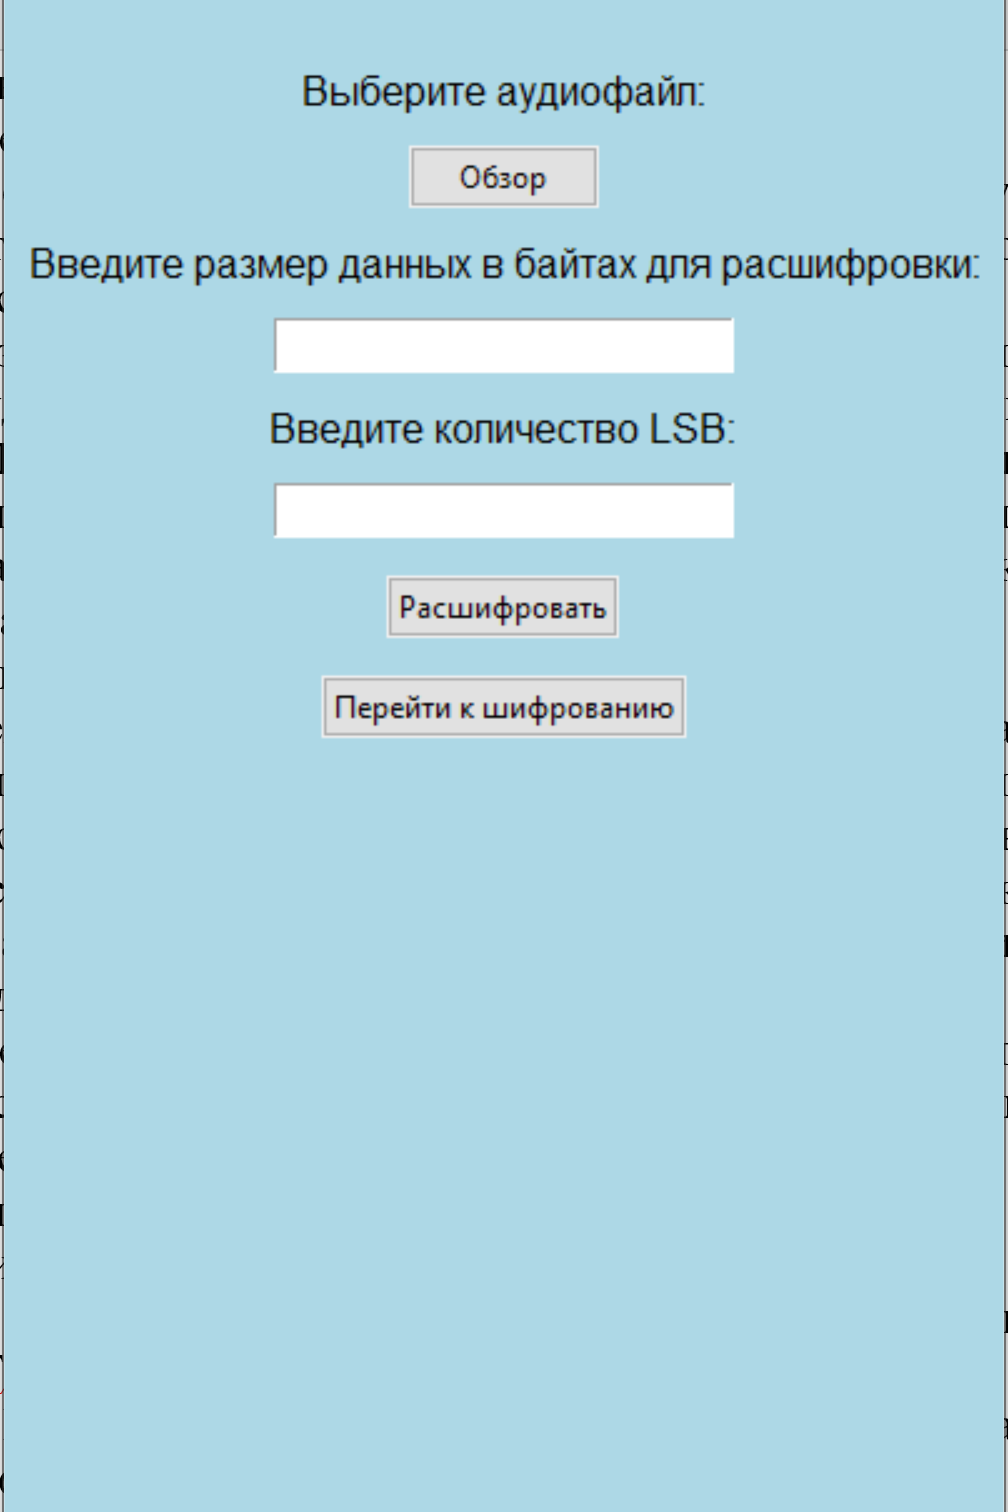 Выберите аудиофайл:
Обзор
Введите размер данных в байтах для расшифровки:
Введите количество LSB:
Расшифровать
Перейти к шифрованию